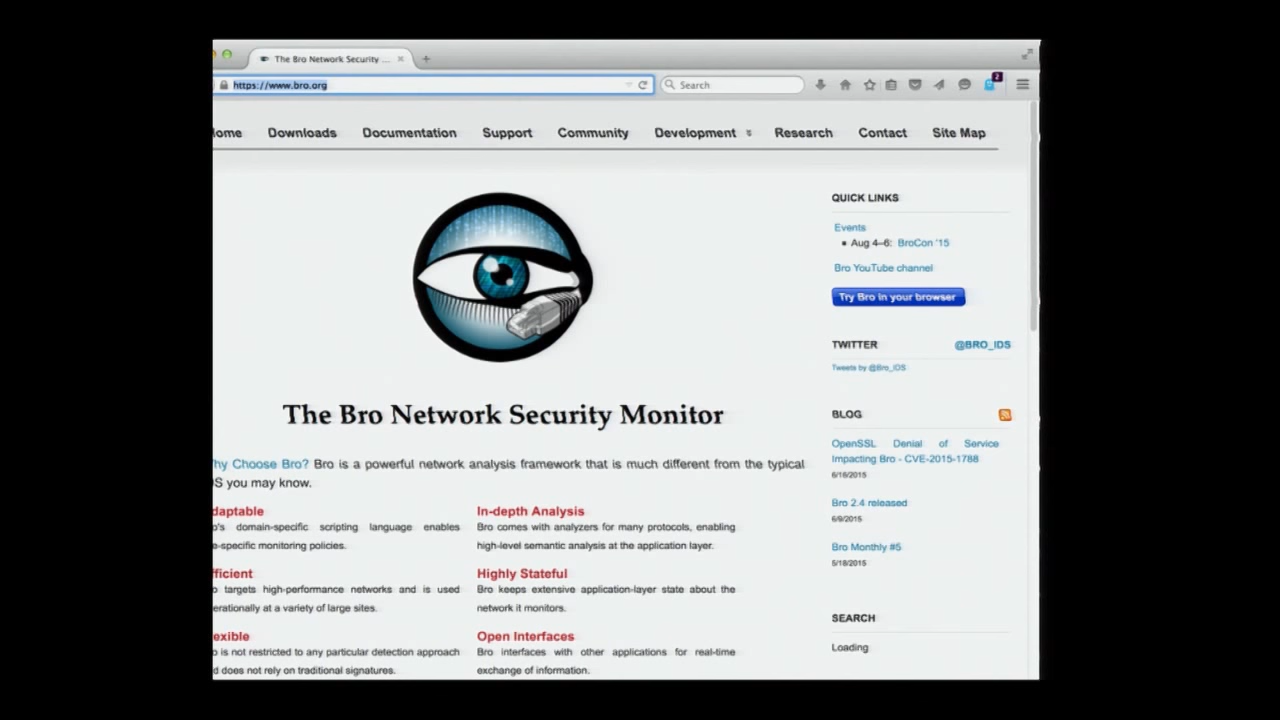 The Bro Network Security ...
https://www.bro.org
Search
2
ome Downloads Documentation Support Community Development Research Contact Site Map
The Bro Network Security Monitor
hy Choose Bro? Bro is a powerful network analysis framework that is much different from the typical
S you may know.
daptable
o's domain-specific scripting language enables
e-specific monitoring policies.
In-depth Analysis
Bro comes with analyzers for many protocols, enabling
high-level semantic analysis at the application layer.
fficient
o targets high-performance networks and is used
erationally at a variety of large sites.
Highly Stateful
Bro keeps extensive application-layer state about the
network it monitors.
exible
o is not restricted to any particular detection approach
d does not rely on traditional signatures.
Open Interfaces
Bro interfaces with other applications for real-time
exchange of information.
QUICK LINKS
Events
• Aug 4–6: BroCon '15
Bro YouTube channel
Try Bro in your browser
TWITTER @BRO_IDS
Tweets by @Bro_IDS
BLOG
OpenSSL Denial of Service
Impacting Bro - CVE-2015-1788
6/16/2015
Bro 2.4 released
6/9/2015
Bro Monthly #5
5/18/2015
SEARCH
Loading